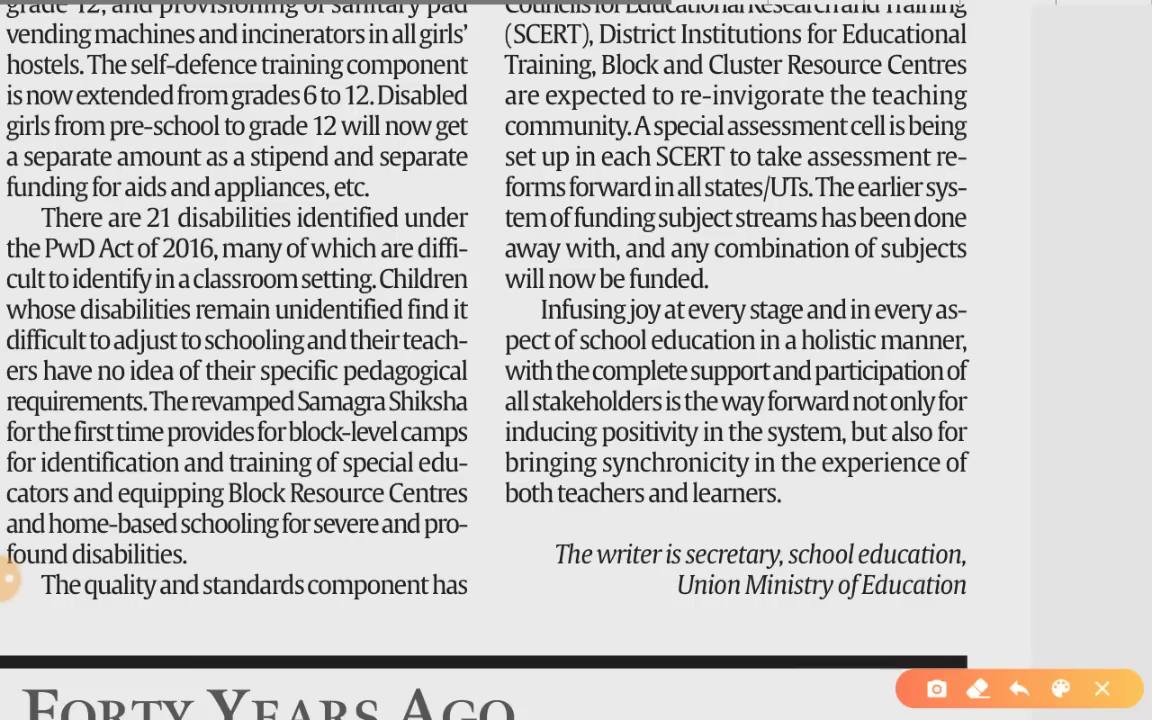 grade 12, and provisioning of sanitary pad
vending machines and incinerators in all girls'
hostels. The self-defence training component
is now extended from grades 6 to 12. Disabled
girls from pre-school to grade 12 will now get
a separate amount as a stipend and separate
funding for aids and appliances, etc.
There are 21 disabilities identified under
the PwD Act of 2016, many of which are diffi-
cult to identify in a classroom setting. Children
whose disabilities remain unidentified find it
difficult to adjust to schooling and their teach-
ers have no idea of their specific pedagogical
requirements. The revamped Samagra Shiksha
for the first time provides for block-level camps
for identification and training of special edu-
cators and equipping Block Resource Centres
and home-based schooling for severe and pro-
found disabilities.
The quality and standards component has
Councils for Educational Research and Training
(SCERT), District Institutions for Educational
Training, Block and Cluster Resource Centres
are expected to re-invigorate the teaching
community. A special assessment cell is being
set up in each SCERT to take assessment re-
forms forward in all states/UTs. The earlier sys-
tem of funding subject streams has been done
away with, and any combination of subjects
will now be funded.
Infusing joy at every stage and in every as-
pect of school education in a holistic manner,
with the complete support and participation of
all stakeholders is the way forward not only for
inducing positivity in the system, but also for
bringing synchronicity in the experience of
both teachers and learners.
The writer is secretary, school education,
Union Ministry of Education
FORTY YEARS AGO